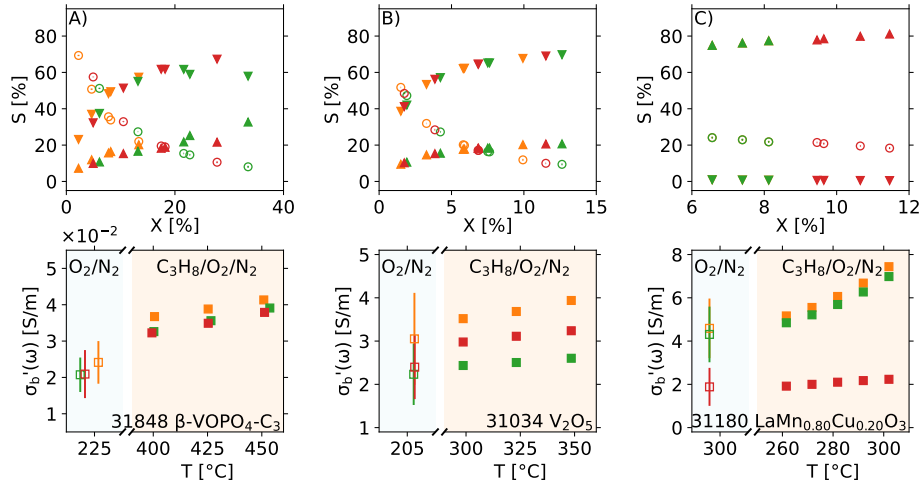 A)
B)
C)
S [%]
80
60
40
20
0
0
20
40
X [%]
S [%]
80
60
40
20
0
0
5
10
15
X [%]
S [%]
80
60
40
20
0
6
8
10
12
X [%]
×10⁻²
σb'(ω) [S/m]
5
4
3
2
1
O₂/N₂
C₃H₈/O₂/N₂
31848 β-VOPO₄-C₃
225
400
425
450
T [°C]
σb'(ω) [S/m]
5
4
3
2
1
O₂/N₂
C₃H₈/O₂/N₂
31034 V₂O₅
205
300
325
350
T [°C]
σb'(ω) [S/m]
8
6
4
2
0
O₂/N₂
C₃H₈/O₂/N₂
31180 LaMn₀.₈₀Cu₀.₂₀O₃
300
260
280
300
T [°C]